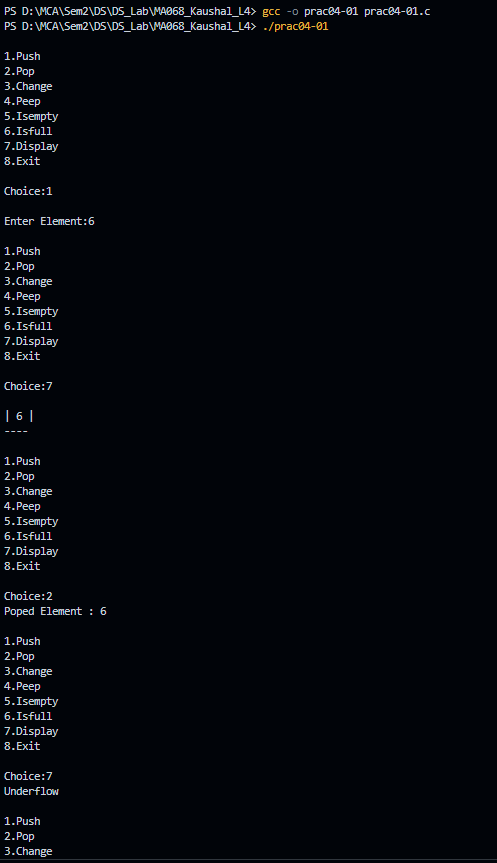 PS D:\MCA\Sem2\DS\DS_Lab\MA068_Kaushal_L4> gcc -o prac04-01 prac04-01.c
PS D:\MCA\Sem2\DS\DS_Lab\MA068_Kaushal_L4> ./prac04-01
1.Push
2.Pop
3.Change
4.Peep
5.Isempty
6.Isfull
7.Display
8.Exit
Choice:1
Enter Element:6
1.Push
2.Pop
3.Change
4.Peep
5.Isempty
6.Isfull
7.Display
8.Exit
Choice:7
| 6 |
----
1.Push
2.Pop
3.Change
4.Peep
5.Isempty
6.Isfull
7.Display
8.Exit
Choice:2
Poped Element : 6
1.Push
2.Pop
3.Change
4.Peep
5.Isempty
6.Isfull
7.Display
8.Exit
Choice:7
Underflow
1.Push
2.Pop
3.Change